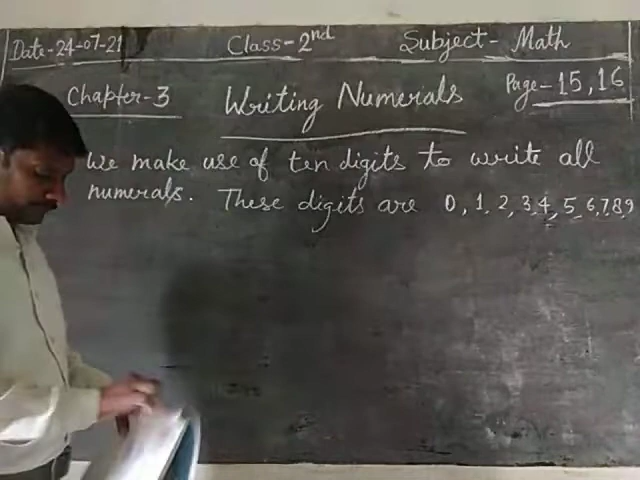 Date-24-07-21 Class-2nd Subject- Math
Chapter-3 Writing Numerals Page-15,16
We make use of ten digits to write all
numerals. These digits are 0, 1, 2, 3, 4, 5, 6, 7, 8, 9